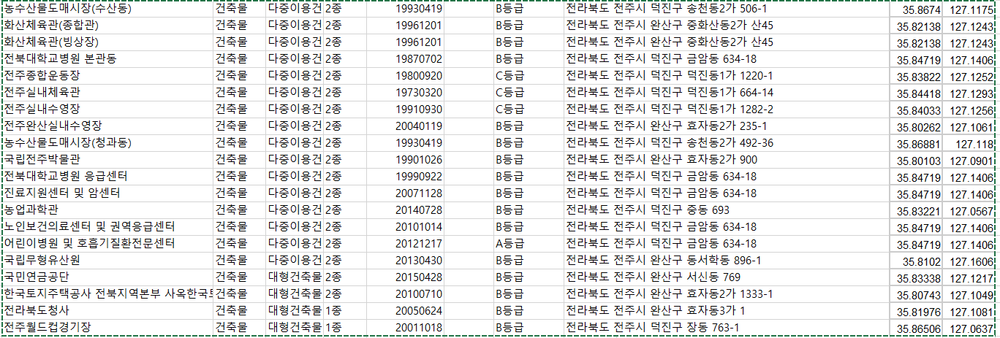 농수산물도매시장(수산동) 건축물 다중이용건 2종 19930419 B등급 전라북도 전주시 덕진구 송천동2가 506-1 35.8674 127.1175
화산체육관(종합관) 건축물 다중이용건 2종 19961201 B등급 전라북도 전주시 완산구 중화산동2가 산45 35.82138 127.1243
화산체육관(빙상장) 건축물 다중이용건 2종 19961201 B등급 전라북도 전주시 완산구 중화산동2가 산45 35.82138 127.1243
전북대학교병원 본관동 건축물 다중이용건 2종 19870702 B등급 전라북도 전주시 덕진구 금암동 634-18 35.84719 127.1406
전주종합운동장 건축물 다중이용건 2종 19800920 C등급 전라북도 전주시 덕진구 덕진동1가 1220-1 35.83822 127.1252
전주실내체육관 건축물 다중이용건 2종 19730320 C등급 전라북도 전주시 덕진구 덕진동1가 664-14 35.84418 127.1293
전주실내수영장 건축물 다중이용건 2종 19910930 C등급 전라북도 전주시 덕진구 덕진동1가 1282-2 35.84033 127.1256
전주완산실내수영장 건축물 다중이용건 2종 20040119 B등급 전라북도 전주시 완산구 효자동2가 235-1 35.80262 127.1061
농수산물도매시장(청과동) 건축물 다중이용건 2종 19930419 B등급 전라북도 전주시 덕진구 송천동2가 492-36 35.86881 127.118
국립전주박물관 건축물 다중이용건 2종 19901026 B등급 전라북도 전주시 완산구 효자동2가 900 35.80103 127.0901
전북대학교병원 응급센터 건축물 다중이용건 2종 19990922 B등급 전라북도 전주시 덕진구 금암동 634-18 35.84719 127.1406
진료지원센터 및 암센터 건축물 다중이용건 2종 20071128 B등급 전라북도 전주시 덕진구 금암동 634-18 35.84719 127.1406
농업과학관 건축물 다중이용건 2종 20140728 B등급 전라북도 전주시 덕진구 중동 693 35.83221 127.0567
노인보건의료센터 및 권역응급센터 건축물 다중이용건 2종 20101014 B등급 전라북도 전주시 덕진구 금암동 634-18 35.84719 127.1406
어린이병원 및 호흡기질환전문센터 건축물 다중이용건 2종 20121217 A등급 전라북도 전주시 덕진구 금암동 634-18 35.84719 127.1406
국립무형유산원 건축물 다중이용건 2종 20130430 B등급 전라북도 전주시 완산구 동서학동 896-1 35.8102 127.1606
국민연금공단 건축물 대형건축물 2종 20150428 B등급 전라북도 전주시 완산구 서신동 769 35.83338 127.1217
한국토지주택공사 전북지역본부 사옥한국토 건축물 대형건축물 2종 20100710 B등급 전라북도 전주시 완산구 효자동2가 1333-1 35.80743 127.1049
전라북도청사 건축물 대형건축물 1종 20050624 B등급 전라북도 전주시 완산구 효자동3가 1 35.81976 127.1081
전주월드컵경기장 건축물 대형건축물 1종 20011018 B등급 전라북도 전주시 덕진구 장동 763-1 35.86506 127.0637